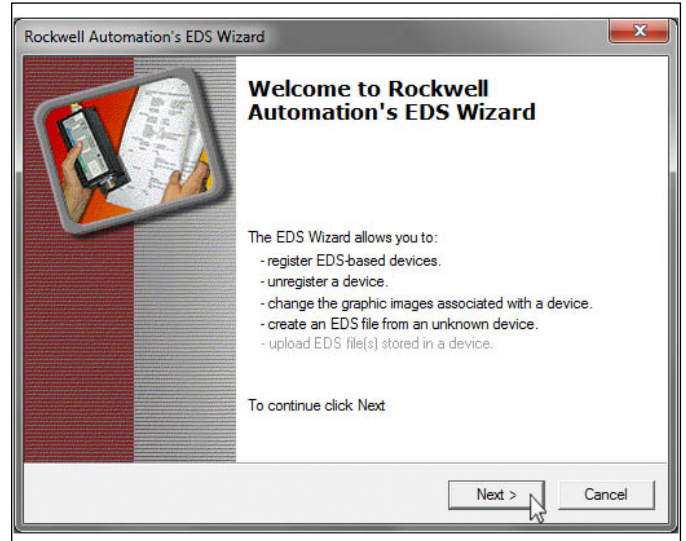 Rockwell Automation's EDS Wizard
Welcome to Rockwell
Automation's EDS Wizard
The EDS Wizard allows you to:
- register EDS-based devices.
- unregister a device.
- change the graphic images associated with a device.
- create an EDS file from an unknown device.
- upload EDS file(s) stored in a device.
To continue click Next
Next >
Cancel